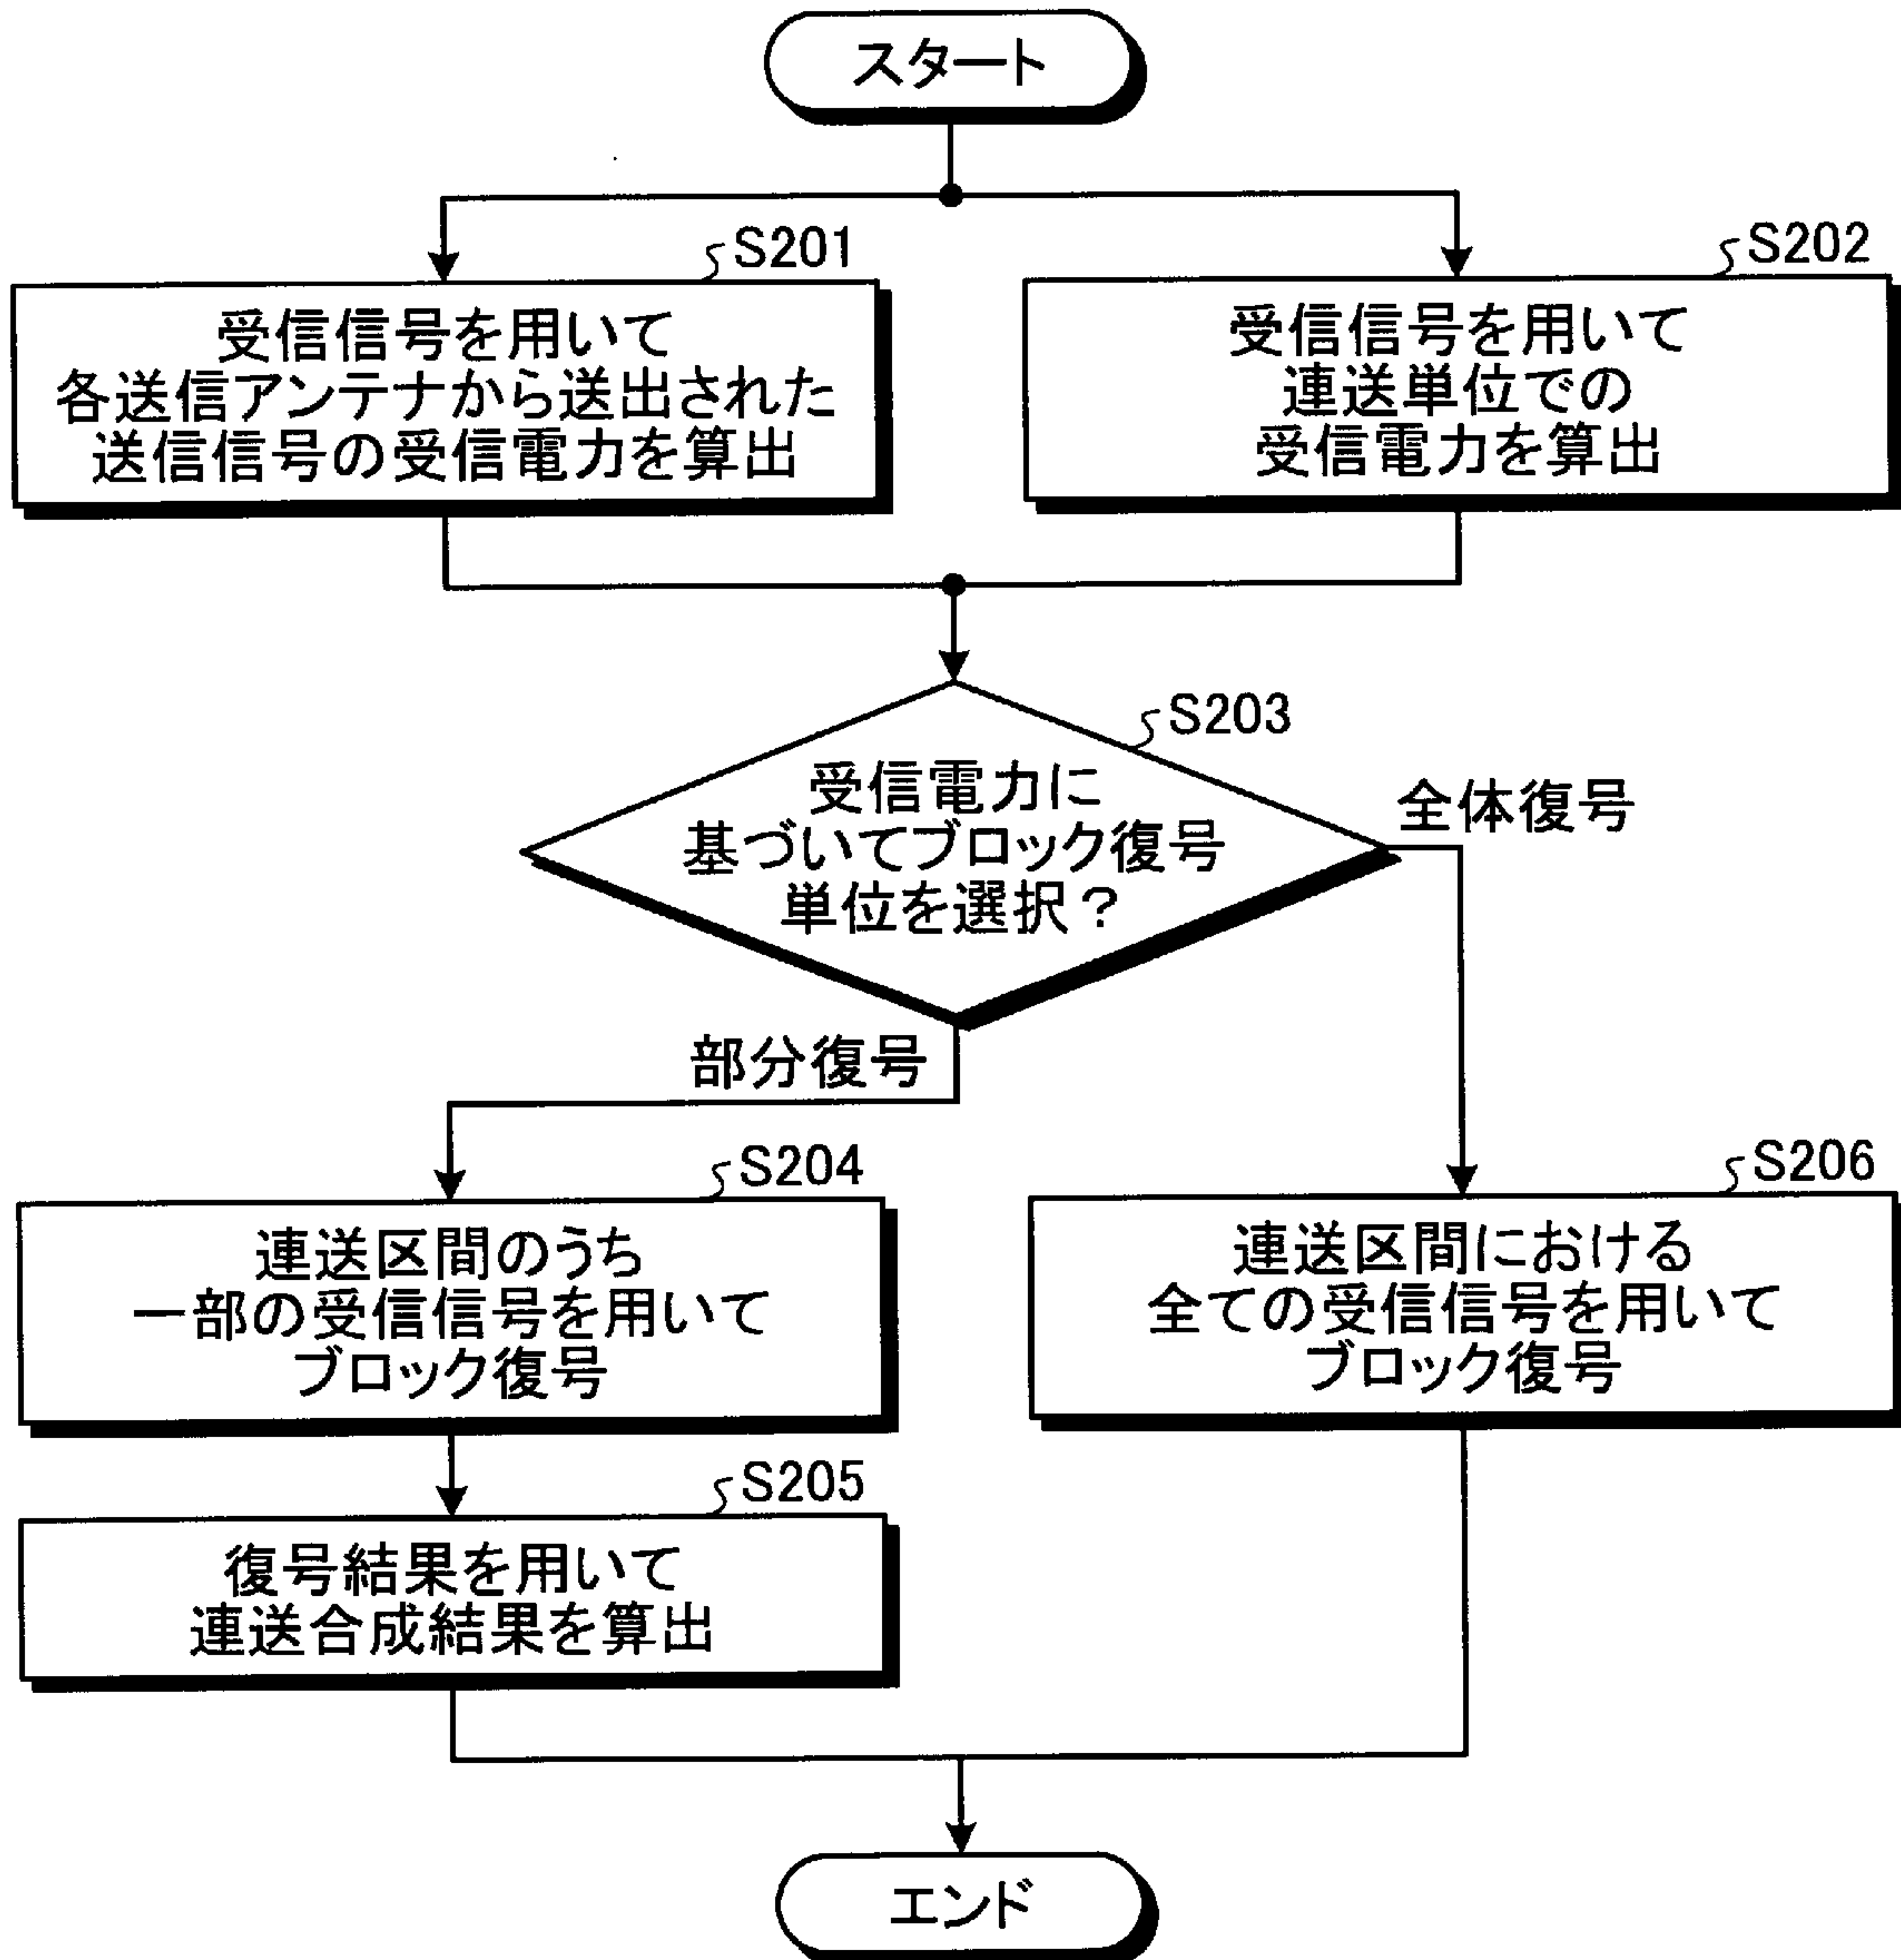 スタート
S201
受信信号を用いて
各送信アンテナから送出された
送信信号の受信電力を算出
S202
受信信号を用いて
連送単位での
受信電力を算出
S203
受信電力に
基づいてブロック復号
単位を選択？
全体復号
部分復号
S204
連送区間のうち
一部の受信信号を用いて
ブロック復号
S206
連送区間における
全ての受信信号を用いて
ブロック復号
S205
復号結果を用いて
連送合成結果を算出
エンド